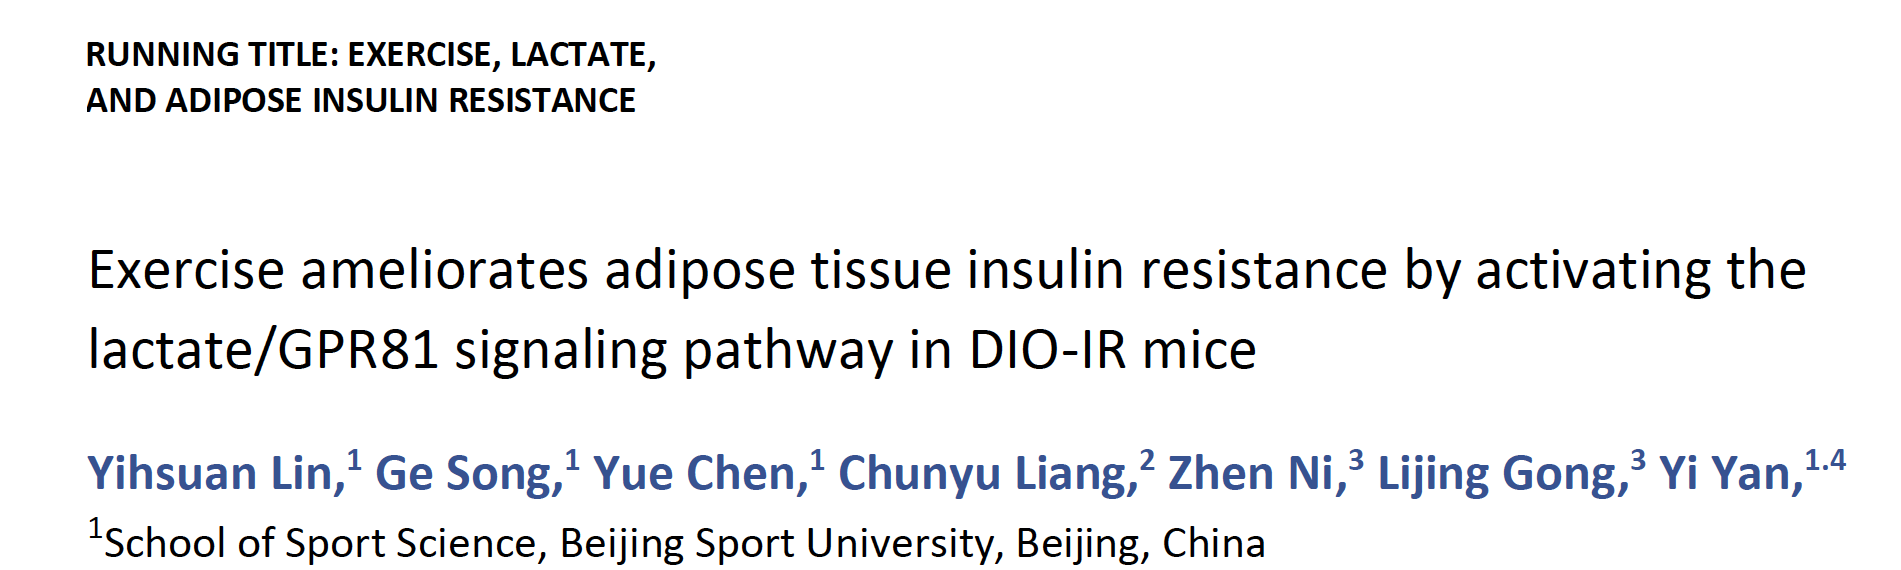 RUNNING TITLE: EXERCISE, LACTATE,
AND ADIPOSE INSULIN RESISTANCE
Exercise ameliorates adipose tissue insulin resistance by activating the
lactate/GPR81 signaling pathway in DIO-IR mice
Yihsuan Lin,1 Ge Song,1 Yue Chen,1 Chunyu Liang,2 Zhen Ni,3 Lijing Gong,3 Yi Yan,1.4
1School of Sport Science, Beijing Sport University, Beijing, China